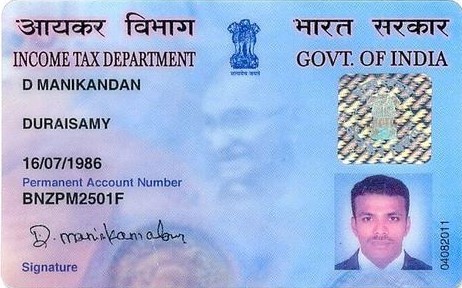 आयकर विभाग
भारत सरकार
INCOME TAX DEPARTMENT
GOVT. OF INDIA
सत्यमेव जयते
D MANIKANDAN
DURAISAMY
16/07/1986
Permanent Account Number
BNZPM2501F
D. manikandan
Signature
04082011